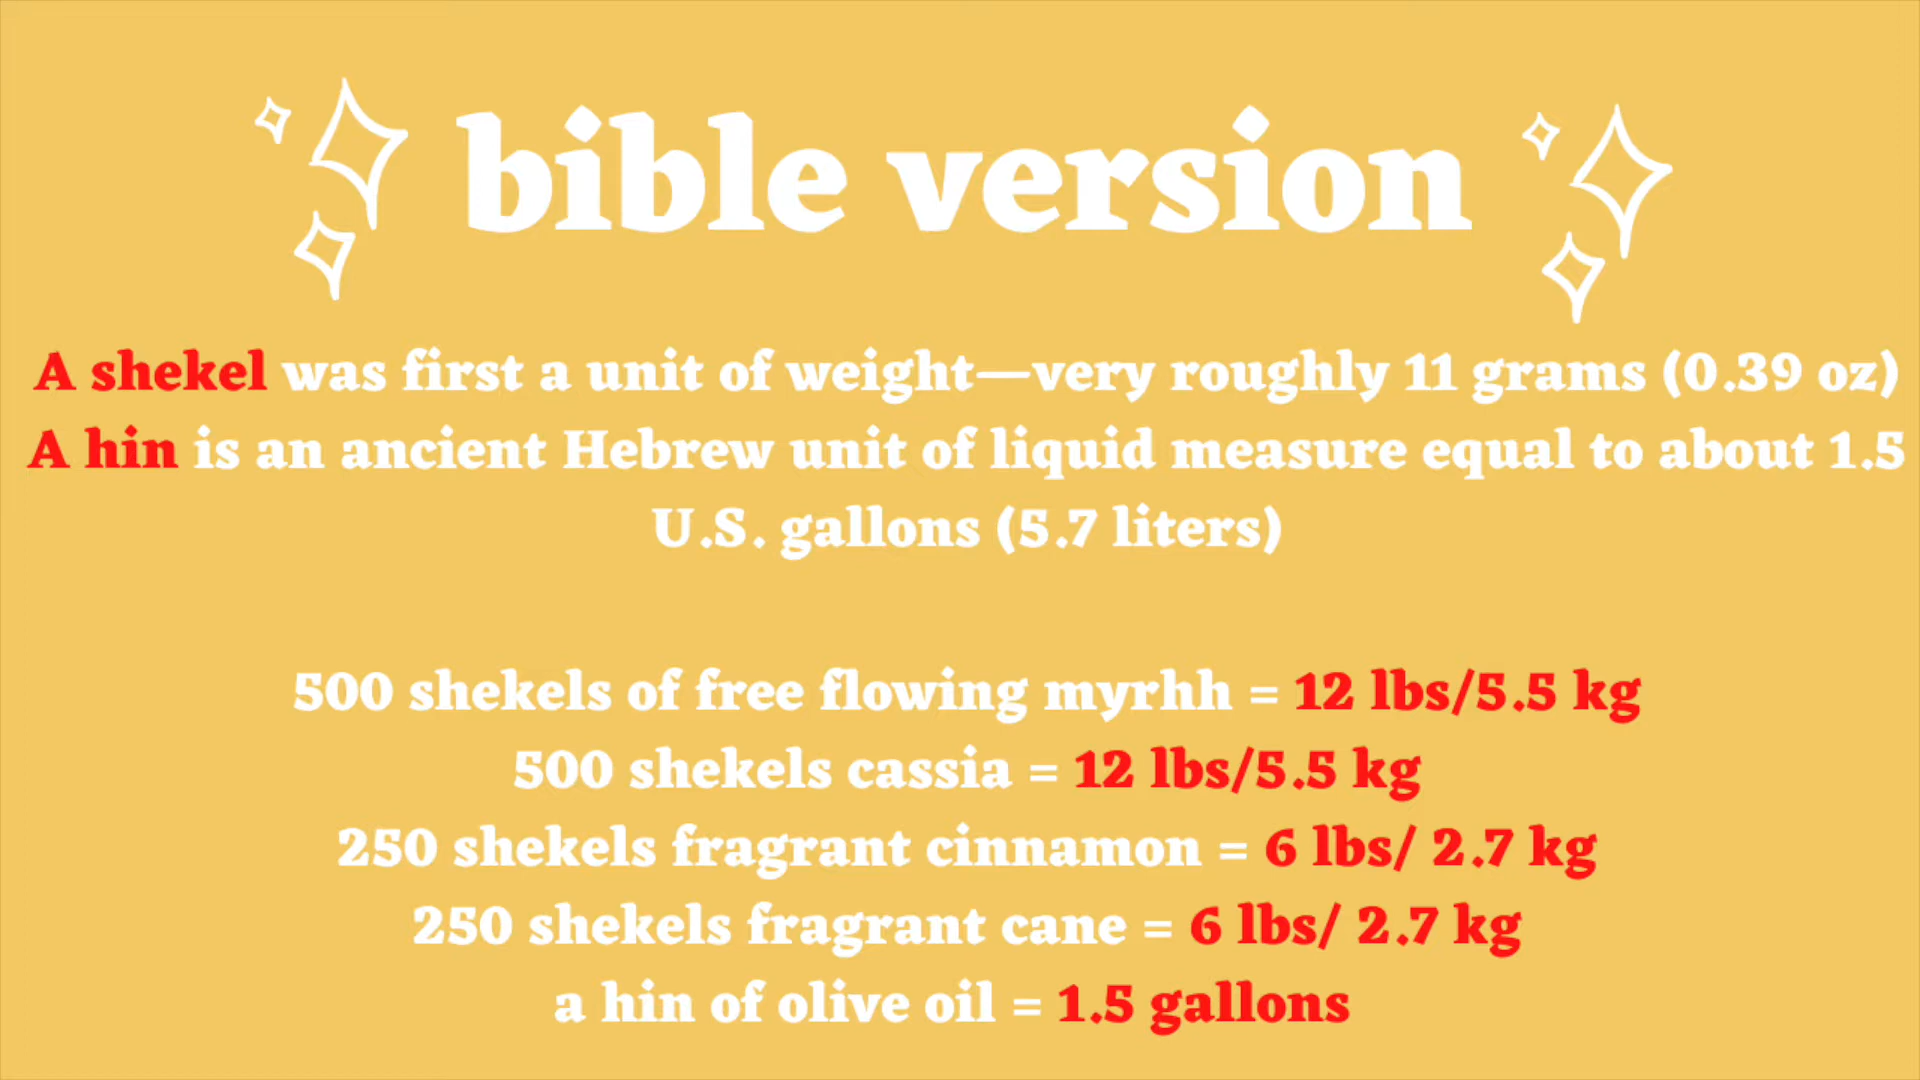 bible version
A shekel was first a unit of weight—very roughly 11 grams (0.39 oz)
A hin is an ancient Hebrew unit of liquid measure equal to about 1.5
U.S. gallons (5.7 liters)
500 shekels of free flowing myrhh = 12 lbs/5.5 kg
500 shekels cassia = 12 lbs/5.5 kg
250 shekels fragrant cinnamon = 6 lbs/ 2.7 kg
250 shekels fragrant cane = 6 lbs/ 2.7 kg
a hin of olive oil = 1.5 gallons